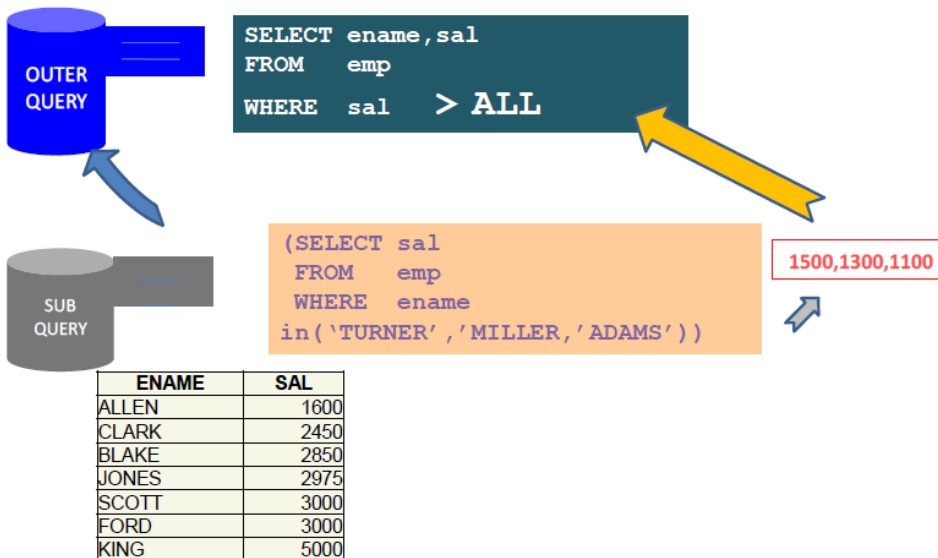 OUTER
QUERY
SELECT ename,sal
FROM emp
WHERE sal > ALL
SUB
QUERY
(SELECT sal
FROM emp
WHERE ename
in(‘TURNER’,’MILLER,’ADAMS’))
1500,1300,1100
ENAME SAL
ALLEN 1600
CLARK 2450
BLAKE 2850
JONES 2975
SCOTT 3000
FORD 3000
KING 5000